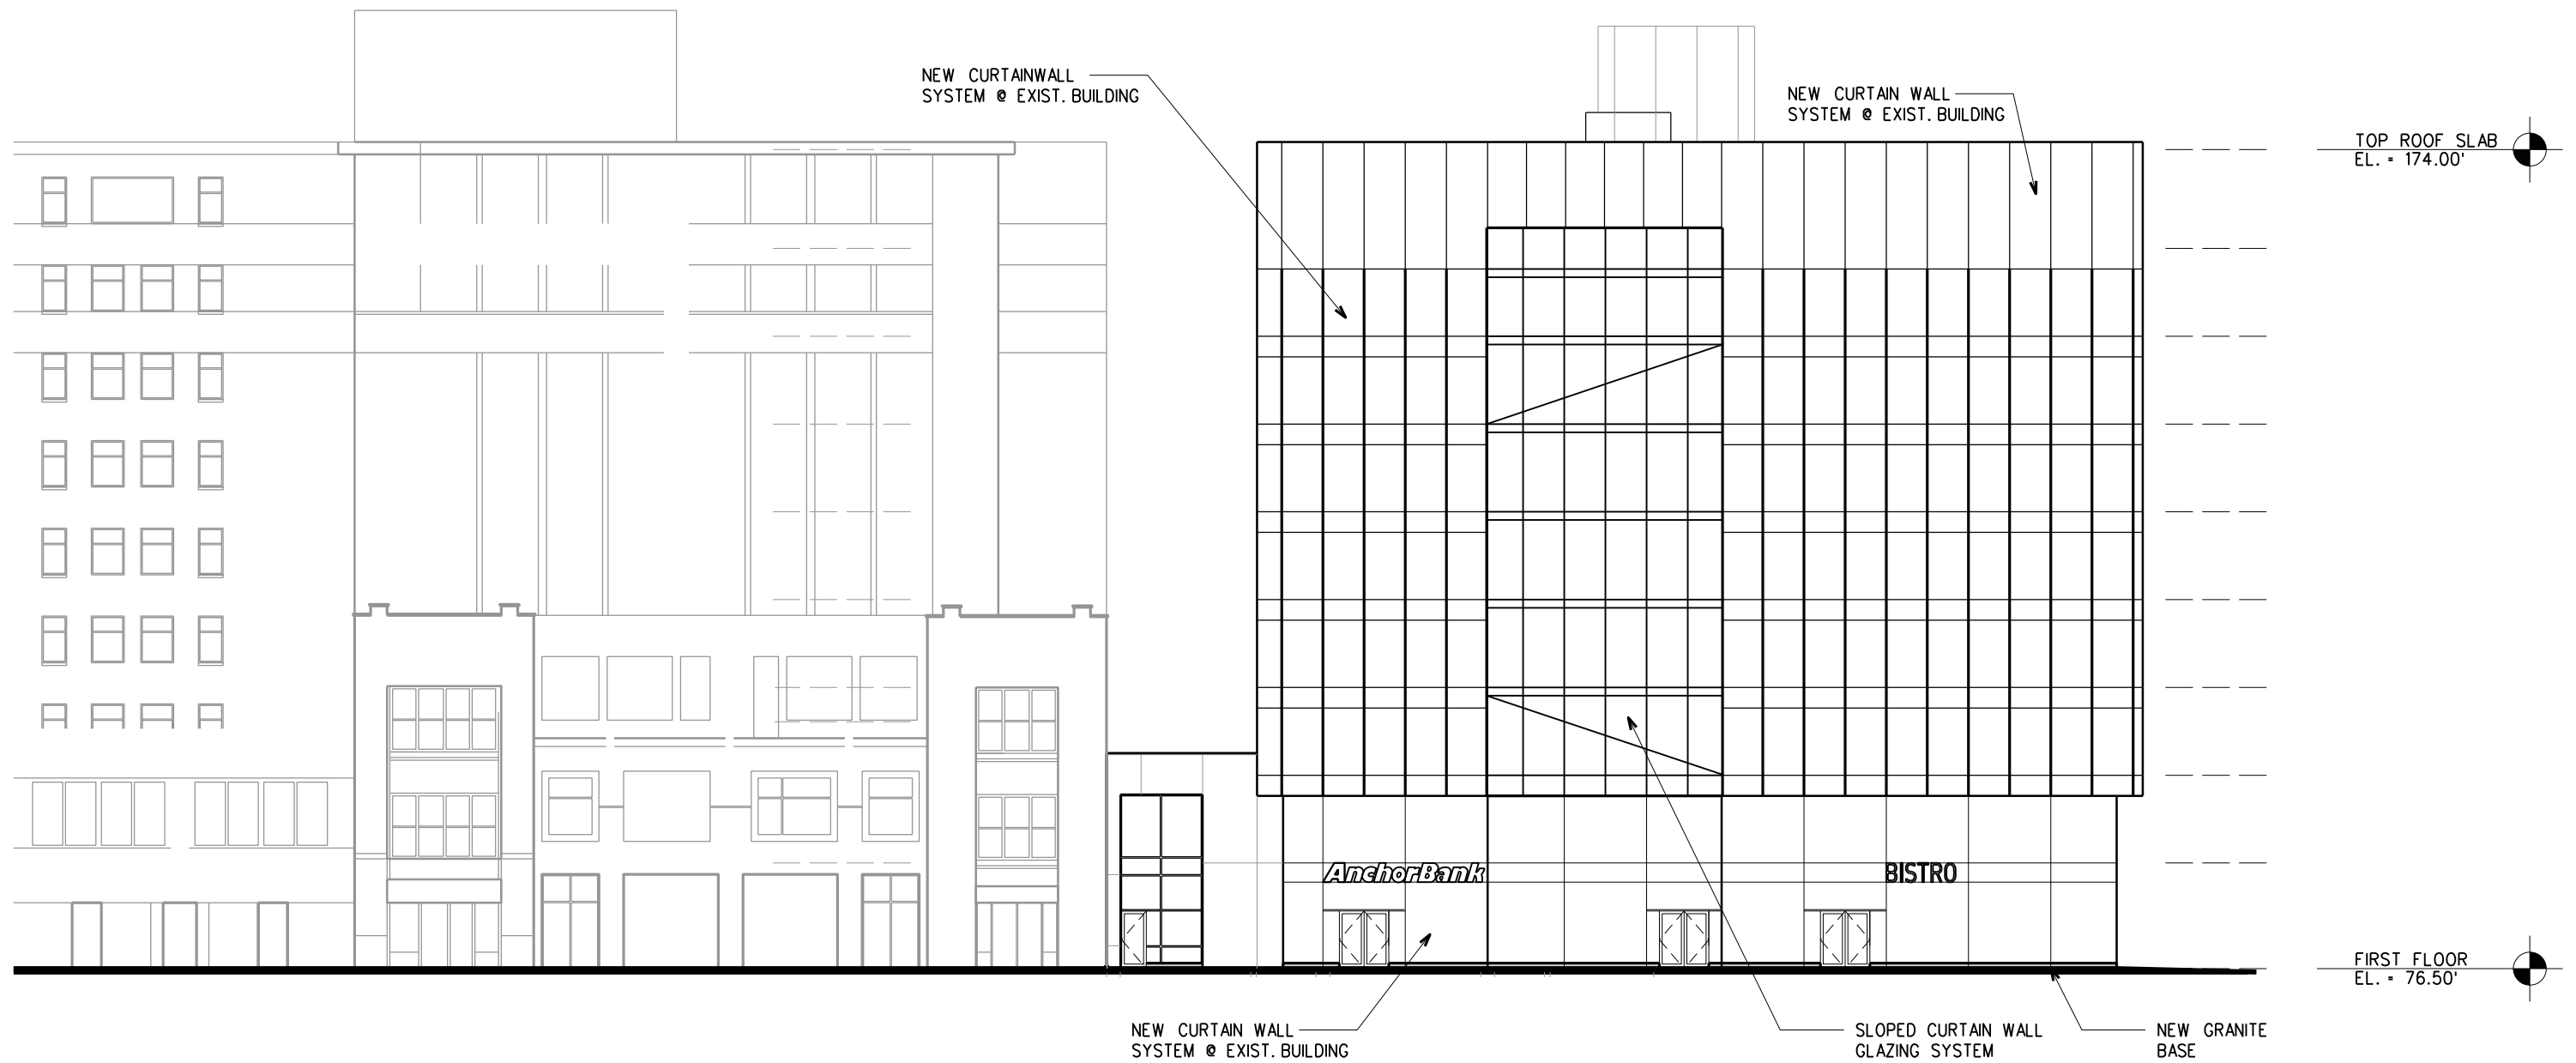 NEW CURTAINWALL
SYSTEM @ EXIST. BUILDING
NEW CURTAIN WALL
SYSTEM @ EXIST. BUILDING
TOP ROOF SLAB
EL. = 174.00'
AnchorBank
BISTRO
FIRST FLOOR
EL. = 76.50'
NEW CURTAIN WALL
SYSTEM @ EXIST. BUILDING
SLOPED CURTAIN WALL
GLAZING SYSTEM
NEW GRANITE
BASE